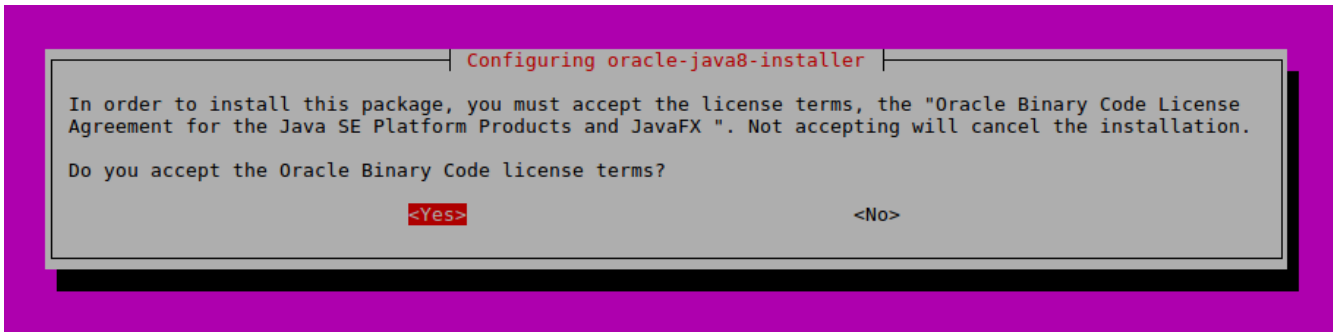 Configuring oracle-java8-installer
In order to install this package, you must accept the license terms, the "Oracle Binary Code License
Agreement for the Java SE Platform Products and JavaFX ". Not accepting will cancel the installation.
Do you accept the Oracle Binary Code license terms?
<Yes> <No>